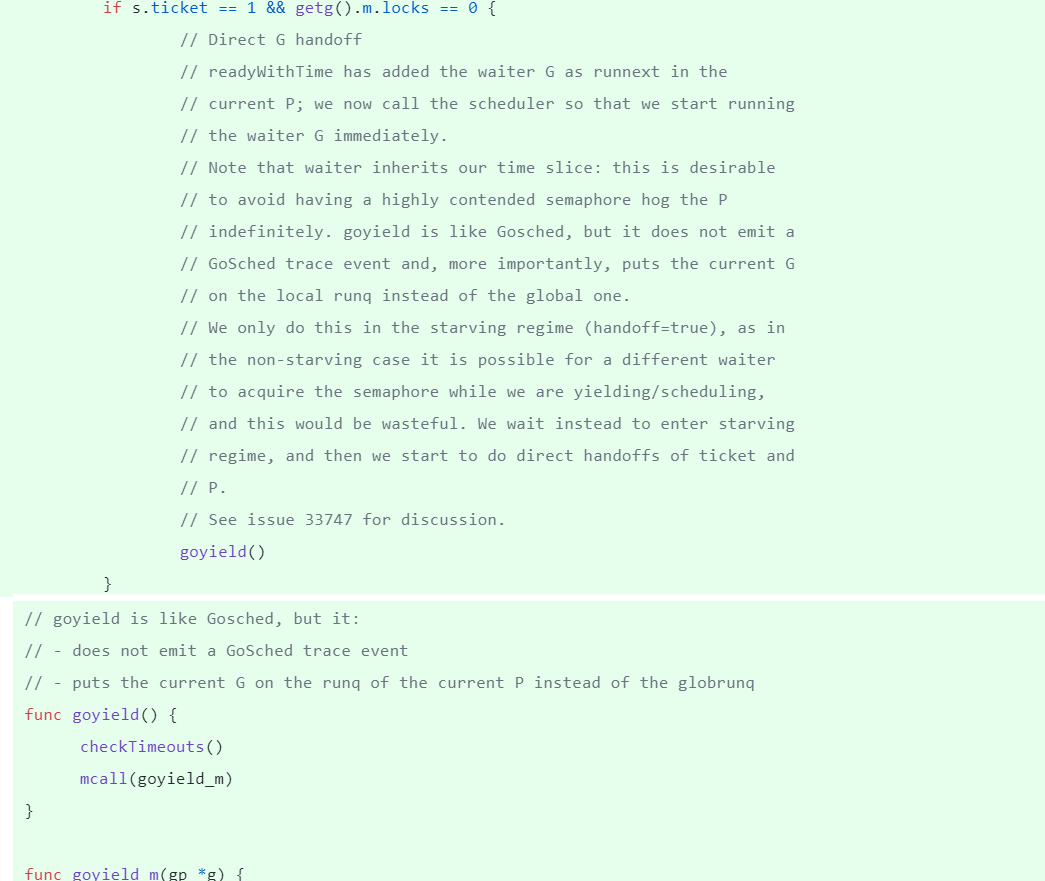 if s.ticket == 1 && getg().m.locks == 0 {
// Direct G handoff
// readyWithTime has added the waiter G as runnext in the
// current P; we now call the scheduler so that we start running
// the waiter G immediately.
// Note that waiter inherits our time slice: this is desirable
// to avoid having a highly contended semaphore hog the P
// indefinitely. goyield is like Gosched, but it does not emit a
// GoSched trace event and, more importantly, puts the current G
// on the local runq instead of the global one.
// We only do this in the starving regime (handoff=true), as in
// the non-starving case it is possible for a different waiter
// to acquire the semaphore while we are yielding/scheduling,
// and this would be wasteful. We wait instead to enter starving
// regime, and then we start to do direct handoffs of ticket and
// P.
// See issue 33747 for discussion.
goyield()
}
// goyield is like Gosched, but it:
// - does not emit a GoSched trace event
// - puts the current G on the runq of the current P instead of the globrunq
func goyield() {
checkTimeouts()
mcall(goyield_m)
}
func goyield_m(gp *g) {